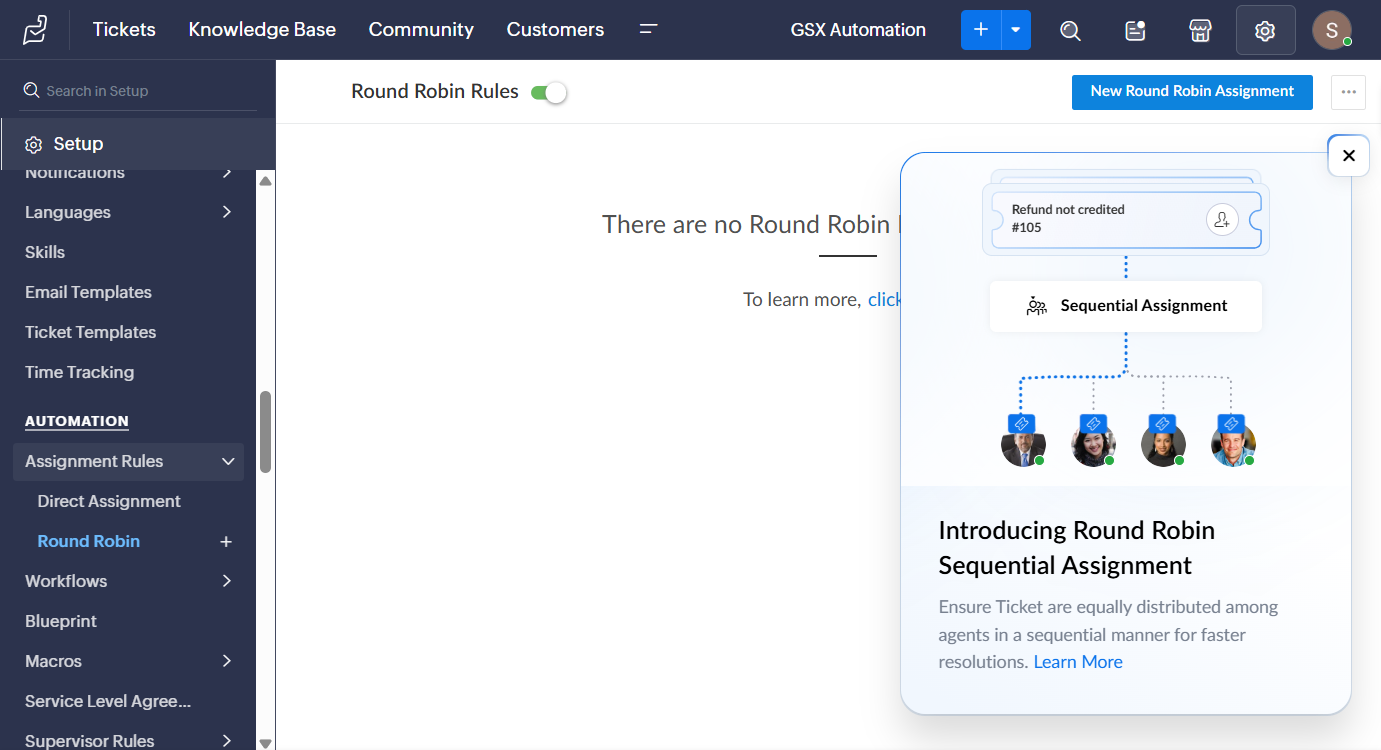 Tickets Knowledge Base Community Customers GSX Automation S
Search in Setup
Setup
Notifications
Languages
Skills
Email Templates
Ticket Templates
Time Tracking
AUTOMATION
Assignment Rules
Direct Assignment
Round Robin
Workflows
Blueprint
Macros
Service Level Agree...
Supervisor Rules
Round Robin Rules
New Round Robin Assignment
There are no Round Robin
To learn more, click
Refund not credited
#105
Sequential Assignment
Introducing Round Robin
Sequential Assignment
Ensure Ticket are equally distributed among
agents in a sequential manner for faster
resolutions. Learn More